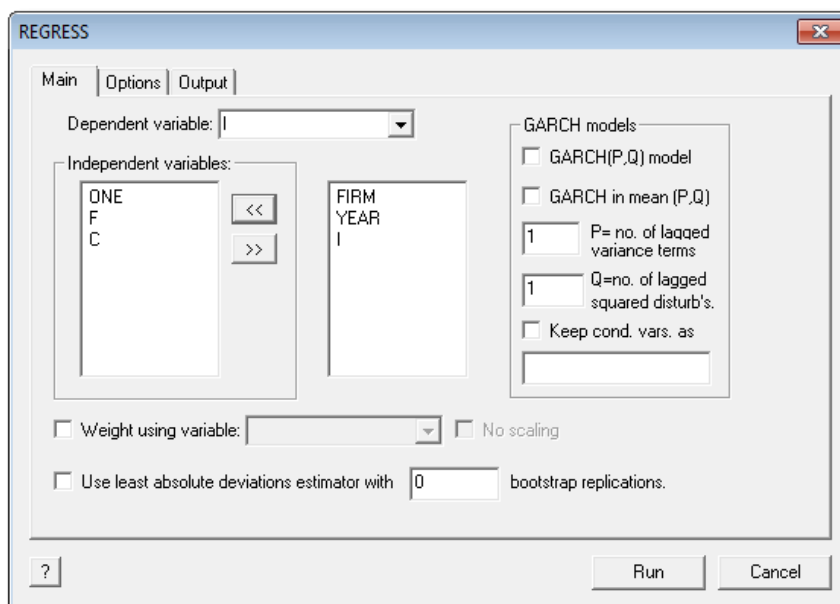 REGRESS
Main Options Output
Dependent variable: I
Independent variables:
ONE
F
C
<<
>>
FIRM
YEAR
I
GARCH models
GARCH(P,Q) model
GARCH in mean (P,Q)
1 P= no. of lagged
variance terms
1 Q=no. of lagged
squared disturb's.
Keep cond. vars. as
Weight using variable: No scaling
Use least absolute deviations estimator with 0 bootstrap replications.
? Run Cancel